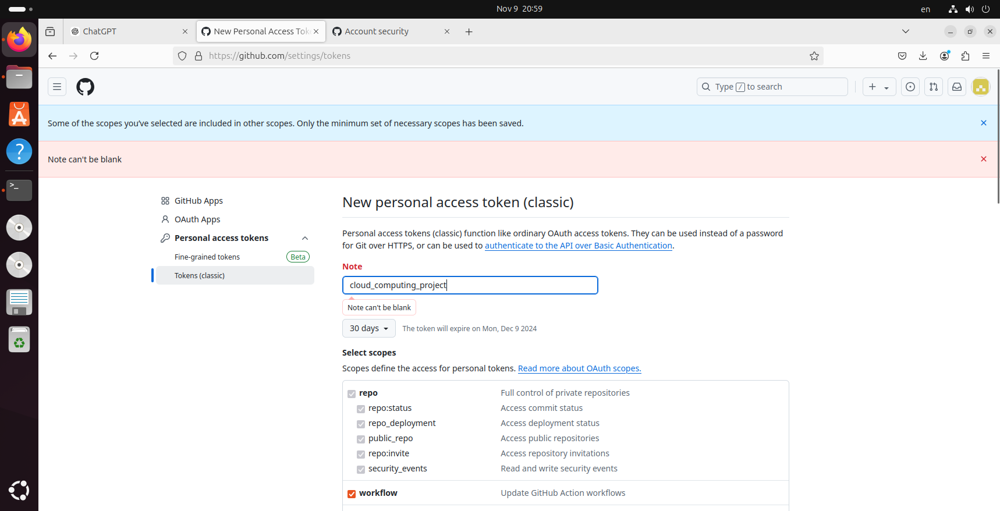 Nov 9 20:59
en
ChatGPT
New Personal Access Tok
Account security
https://github.com/settings/tokens
Type / to search
Some of the scopes you’ve selected are included in other scopes. Only the minimum set of necessary scopes has been saved.
Note can't be blank
GitHub Apps
OAuth Apps
Personal access tokens
Fine-grained tokens
Beta
Tokens (classic)
New personal access token (classic)
Personal access tokens (classic) function like ordinary OAuth access tokens. They can be used instead of a password
for Git over HTTPS, or can be used to authenticate to the API over Basic Authentication.
Note
cloud_computing_project
Note can't be blank
30 days
The token will expire on Mon, Dec 9 2024
Select scopes
Scopes define the access for personal tokens. Read more about OAuth scopes.
repo Full control of private repositories
repo:status Access commit status
repo_deployment Access deployment status
public_repo Access public repositories
repo:invite Access repository invitations
security_events Read and write security events
workflow Update GitHub Action workflows